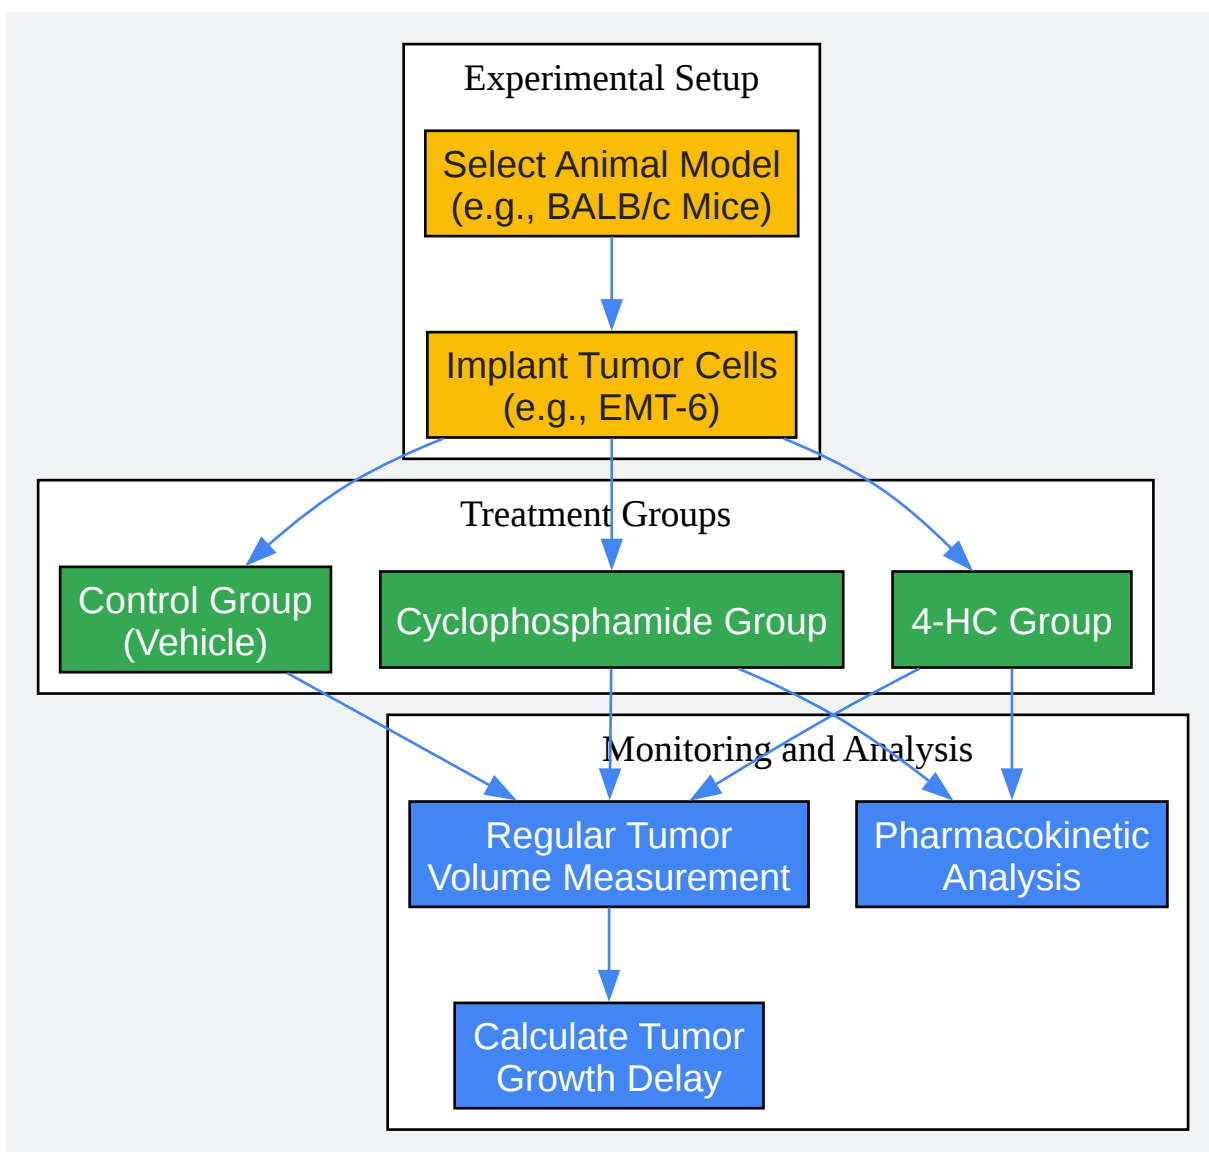 Experimental Setup
Select Animal Model
(e.g., BALB/c Mice)
Implant Tumor Cells
(e.g., EMT-6)
Treatment Groups
Control Group
(Vehicle)
Cyclophosphamide Group
4-HC Group
Monitoring and Analysis
Regular Tumor
Volume Measurement
Pharmacokinetic
Analysis
Calculate Tumor
Growth Delay